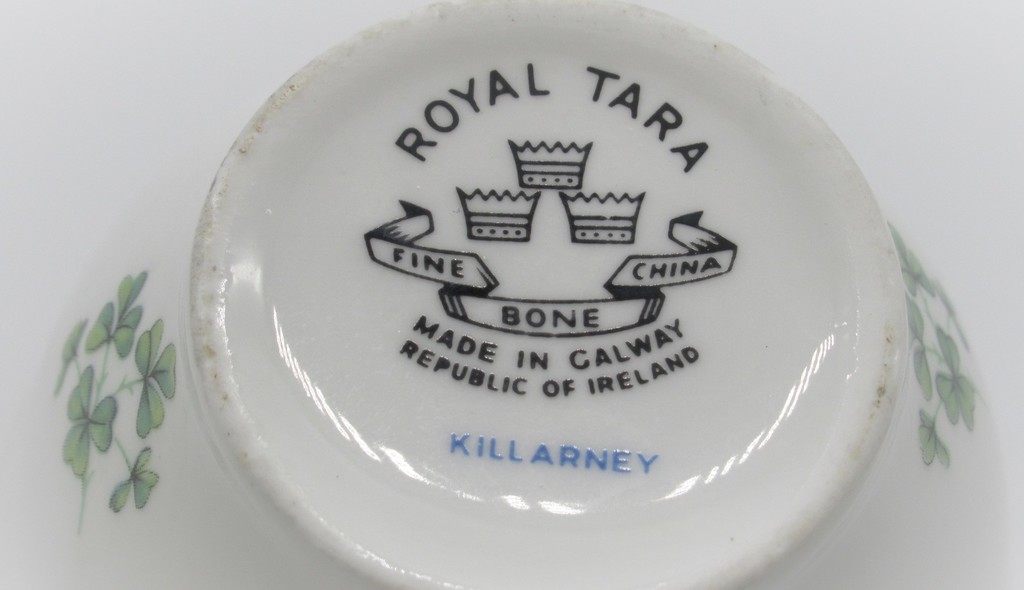 ROYAL TARA
FINE BONE CHINA
MADE IN GALWAY
REPUBLIC OF IRELAND
KILLARNEY